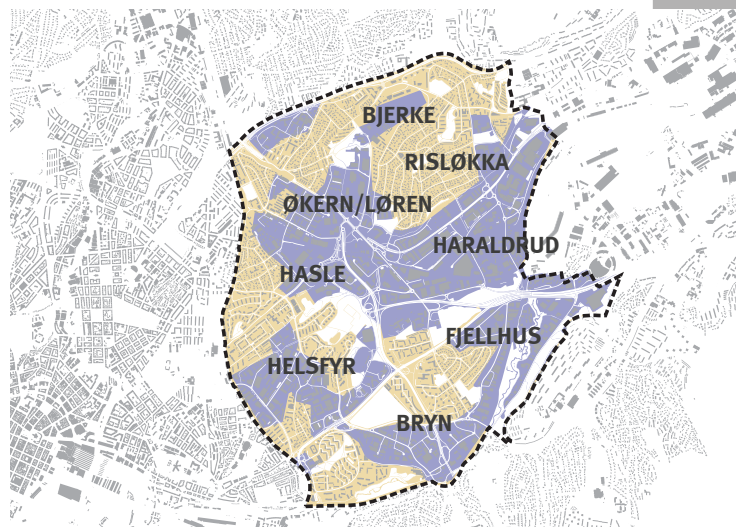 BJERKE
RISLØKKA
ØKERN/LØREN
HARALDRUD
HASLE
FJELLHUS
HELSFYR
BRYN